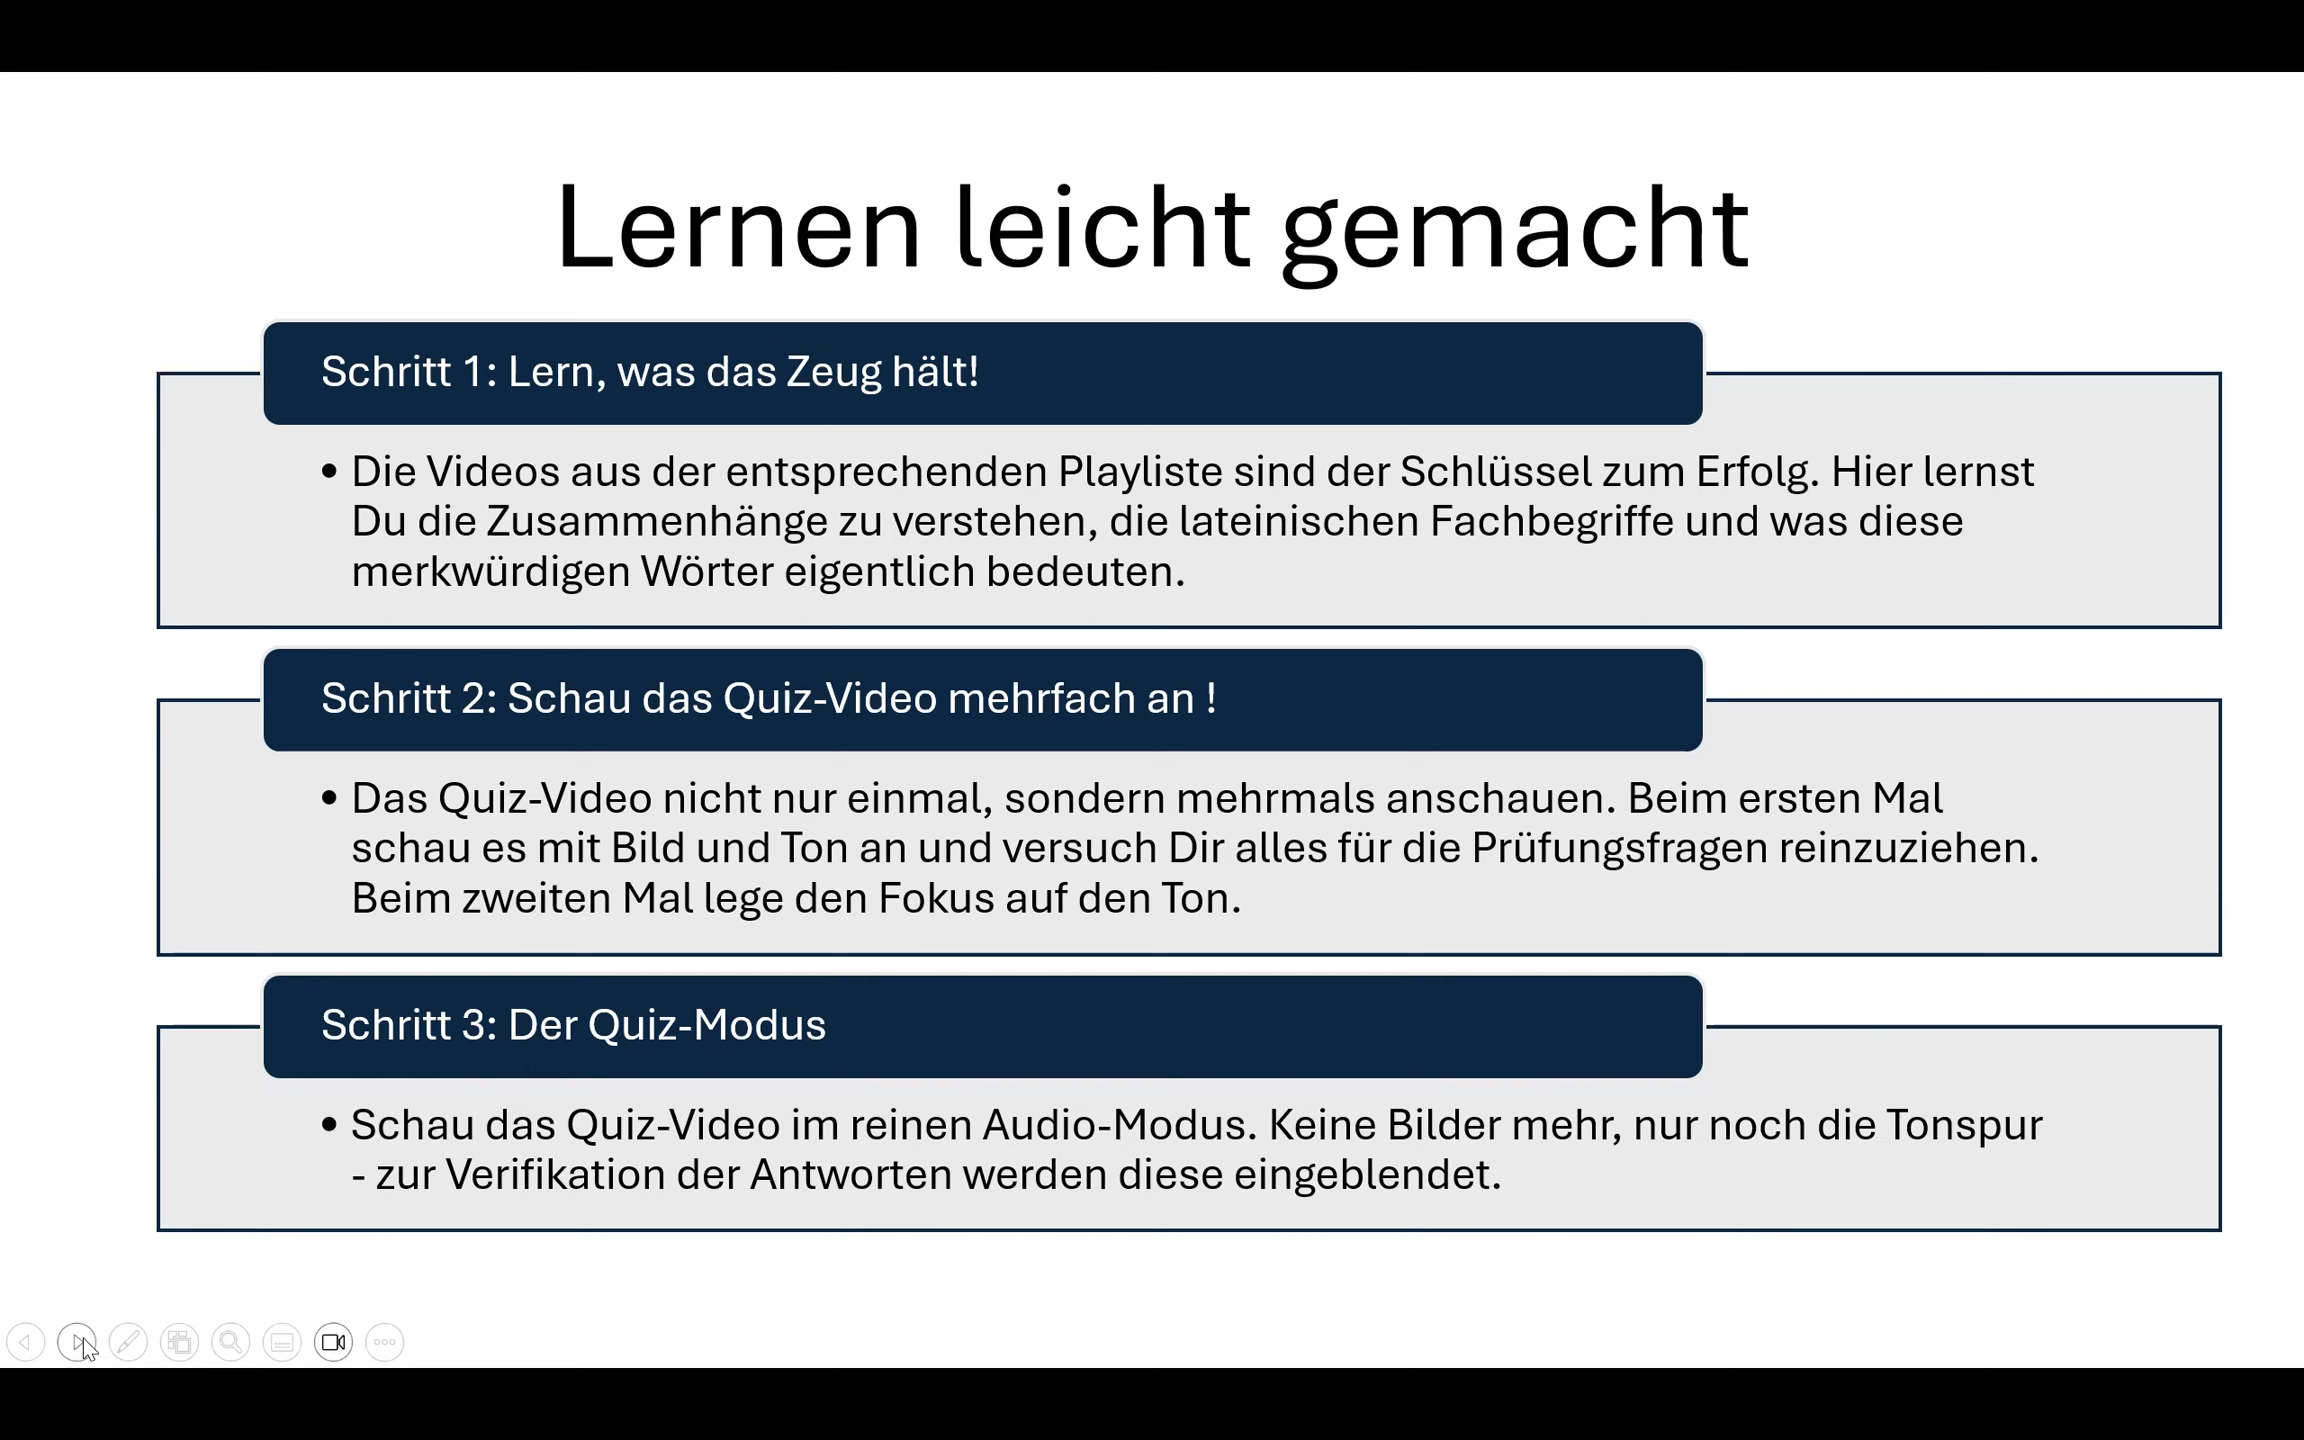 Lernen leicht gemacht
Schritt 1: Lern, was das Zeug hält!
• Die Videos aus der entsprechenden Playliste sind der Schlüssel zum Erfolg. Hier lernst
Du die Zusammenhänge zu verstehen, die lateinischen Fachbegriffe und was diese
merkwürdigen Wörter eigentlich bedeuten.
Schritt 2: Schau das Quiz-Video mehrfach an !
• Das Quiz-Video nicht nur einmal, sondern mehrmals anschauen. Beim ersten Mal
schau es mit Bild und Ton an und versuch Dir alles für die Prüfungsfragen reinzuziehen.
Beim zweiten Mal lege den Fokus auf den Ton.
Schritt 3: Der Quiz-Modus
• Schau das Quiz-Video im reinen Audio-Modus. Keine Bilder mehr, nur noch die Tonspur
- zur Verifikation der Antworten werden diese eingeblendet.